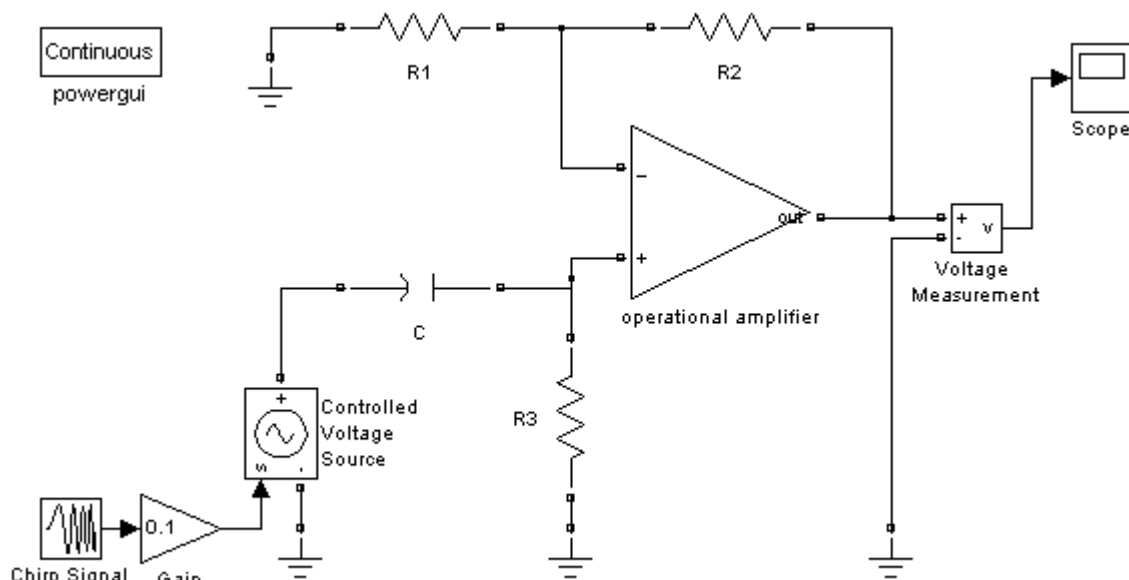 Continuous
powergui
R1
R2
Scope
−
out
+
+
-
v
Voltage
Measurement
operational amplifier
C
+
s
-
Controlled
Voltage
Source
R3
0.1
Chirp Signal
Gain